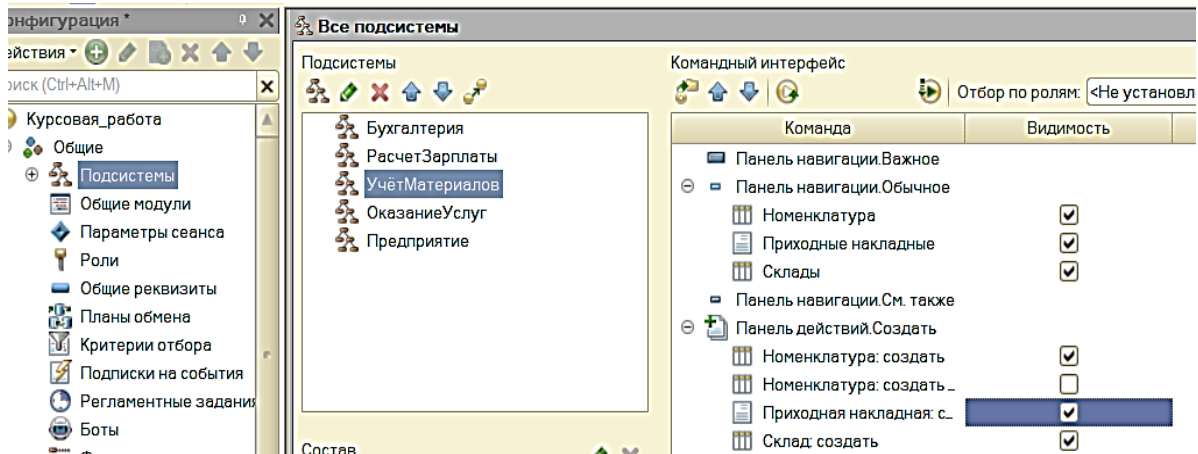 онфигурация *
ействия
оиск (Ctrl+Alt+M)
Курсовая_работа
Общие
Подсистемы
Общие модули
Параметры сеанса
Роли
Общие реквизиты
Планы обмена
Критерии отбора
Подписки на события
Регламентные задания
Боты
Все подсистемы
Подсистемы
Бухгалтерия
РасчетЗарплаты
УчётМатериалов
ОказаниеУслуг
Предприятие
Состав
Командный интерфейс
Отбор по ролям: <Не установл
Команда Видимость
Панель навигации.Важное
Панель навигации.Обычное
Номенклатура
Приходные накладные
Склады
Панель навигации.См. также
Панель действий.Создать
Номенклатура: создать
Номенклатура: создать ...
Приходная накладная: с...
Склад: создать